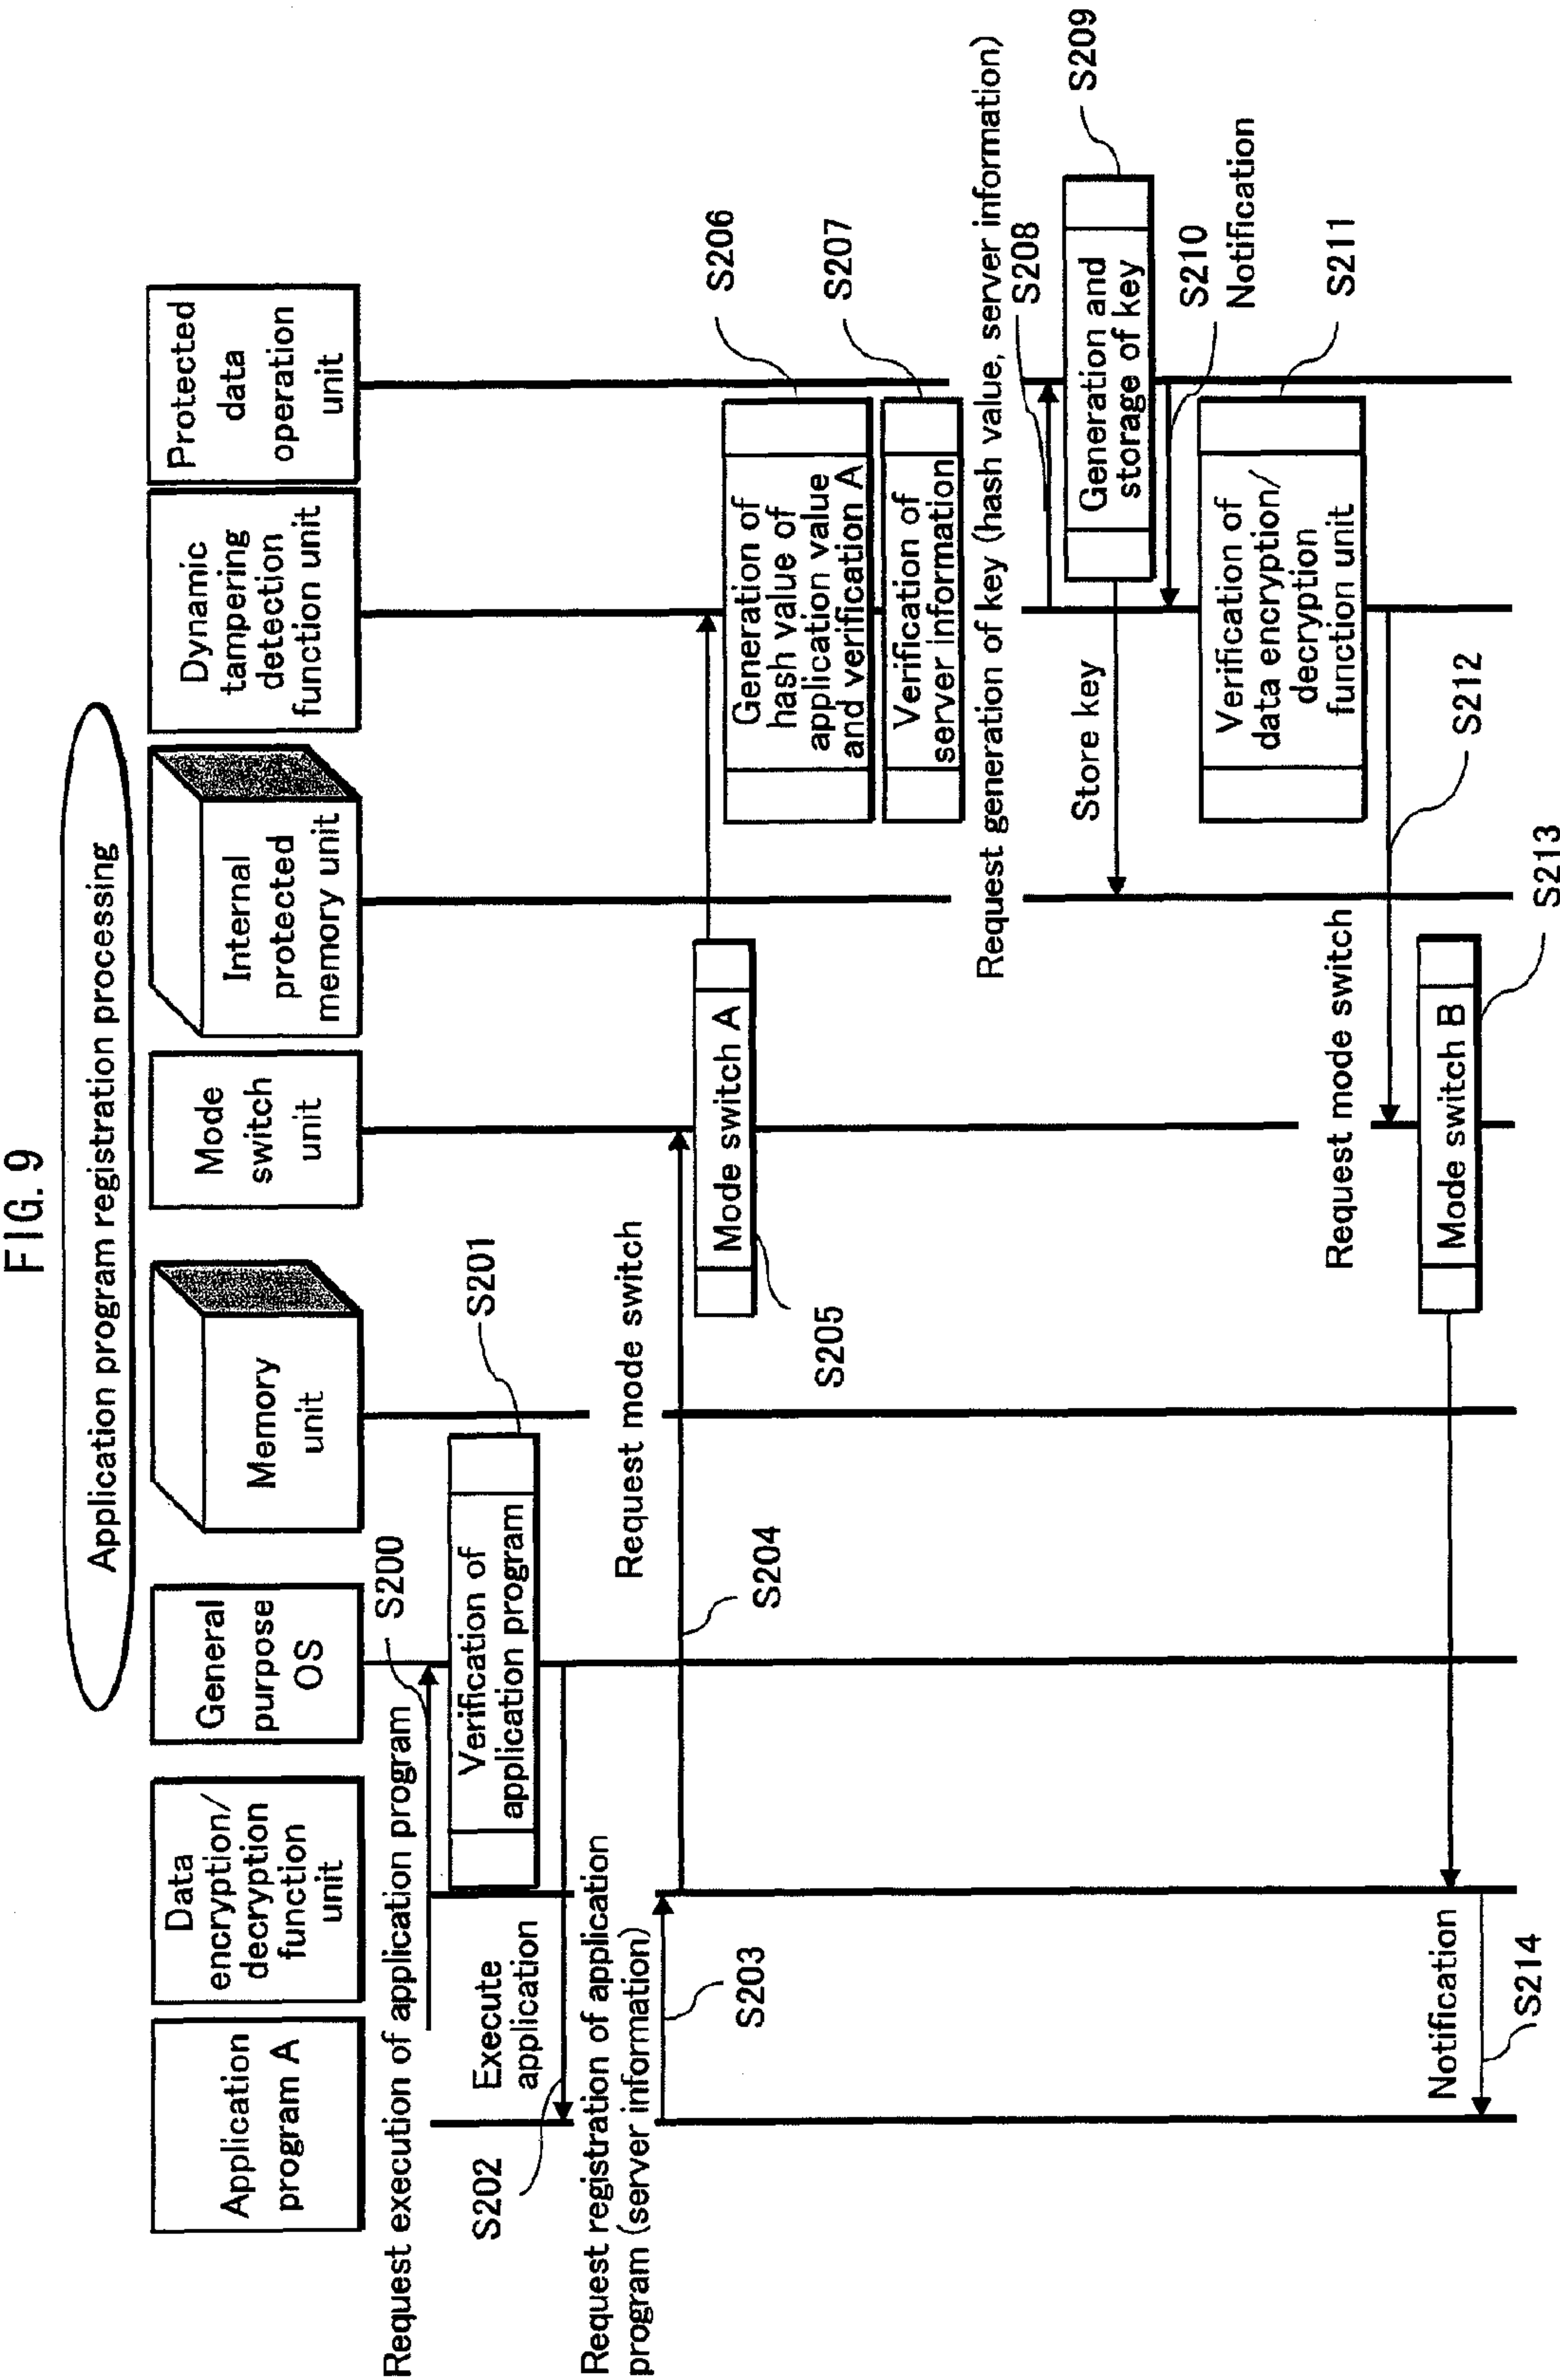 FIG. 9
Application program registration processing
Application
program A
Data
encryption/
decryption
function
unit
General
purpose
OS
Memory
unit
Mode
switch
unit
Internal
protected
memory unit
Dynamic
tampering
detection
function unit
Protected
data
operation
unit
Request execution of application program
S200
Verification of
application program
S201
Execute
application
S202
Request registration of application
program (server information)
S203
Request mode switch
S204
Mode switch A
S205
Generation of
hash value of
application value
and verification A
S206
Verification of
server information
S207
Request generation of key (hash value, server information)
S208
Generation and
storage of key
S209
Store key
S210
Notification
Verification of
data encryption/
decryption
function unit
S211
Request mode switch
S212
Mode switch B
S213
Notification
S214